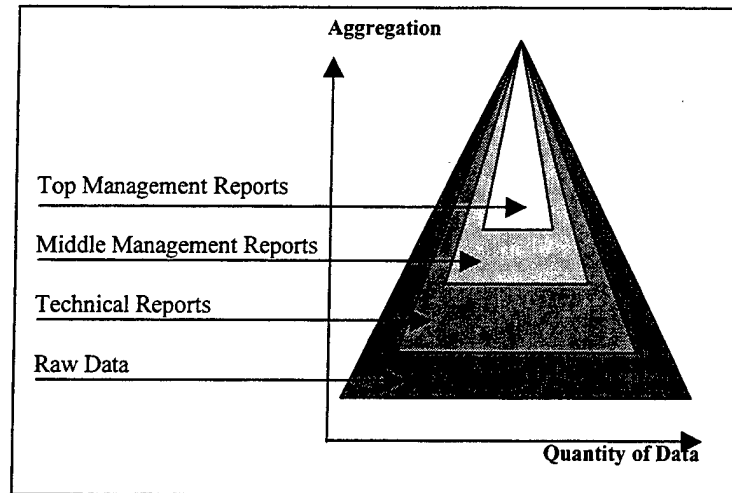 Aggregation
Top Management Reports
Middle Management Reports
Technical Reports
Raw Data
Quantity of Data